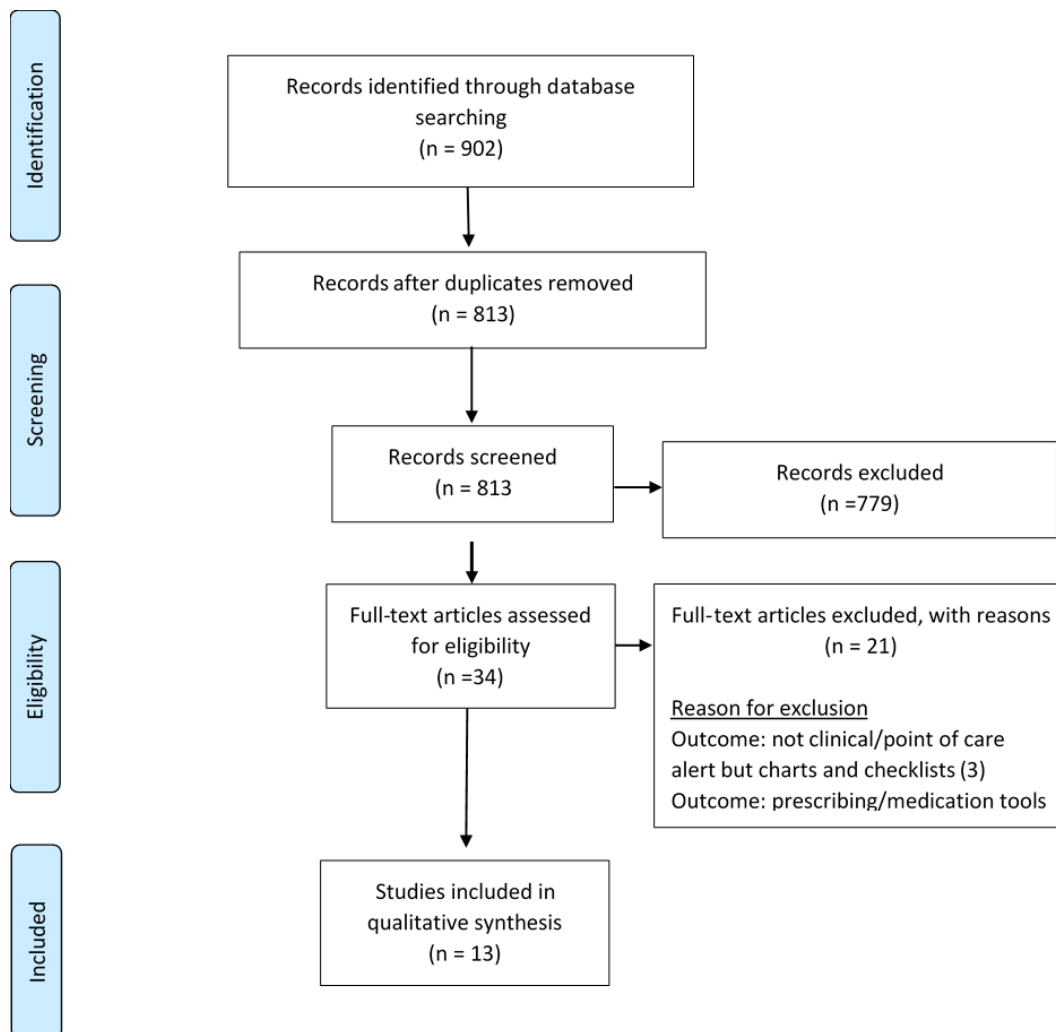 Identification
Records identified through database
searching
(n = 902)
Records after duplicates removed
(n = 813)
Screening
Records screened
(n = 813
Records excluded
(n =779)
Eligibility
Full-text articles assessed
for eligibility
(n =34)
Full-text articles excluded, with reasons
(n = 21)
Reason for exclusion
Outcome: not clinical/point of care
alert but charts and checklists (3)
Outcome: prescribing/medication tools
Included
Studies included in
qualitative synthesis
(n = 13)